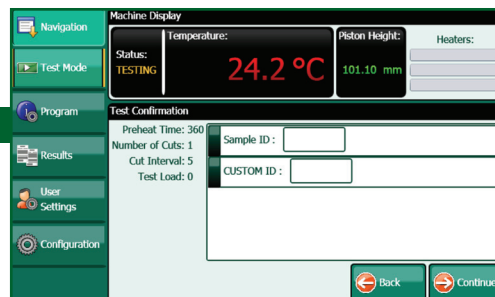 Navigation
Test Mode
Program
Results
User
Settings
Configuration
Machine Display
Status:
TESTING
Temperature:
24.2 °C
Piston Height:
101.10 mm
Heaters:
Test Confirmation
Preheat Time: 360
Number of Cuts: 1
Cut Interval: 5
Test Load: 0
Sample ID :
CUSTOM ID :
Back
Continue